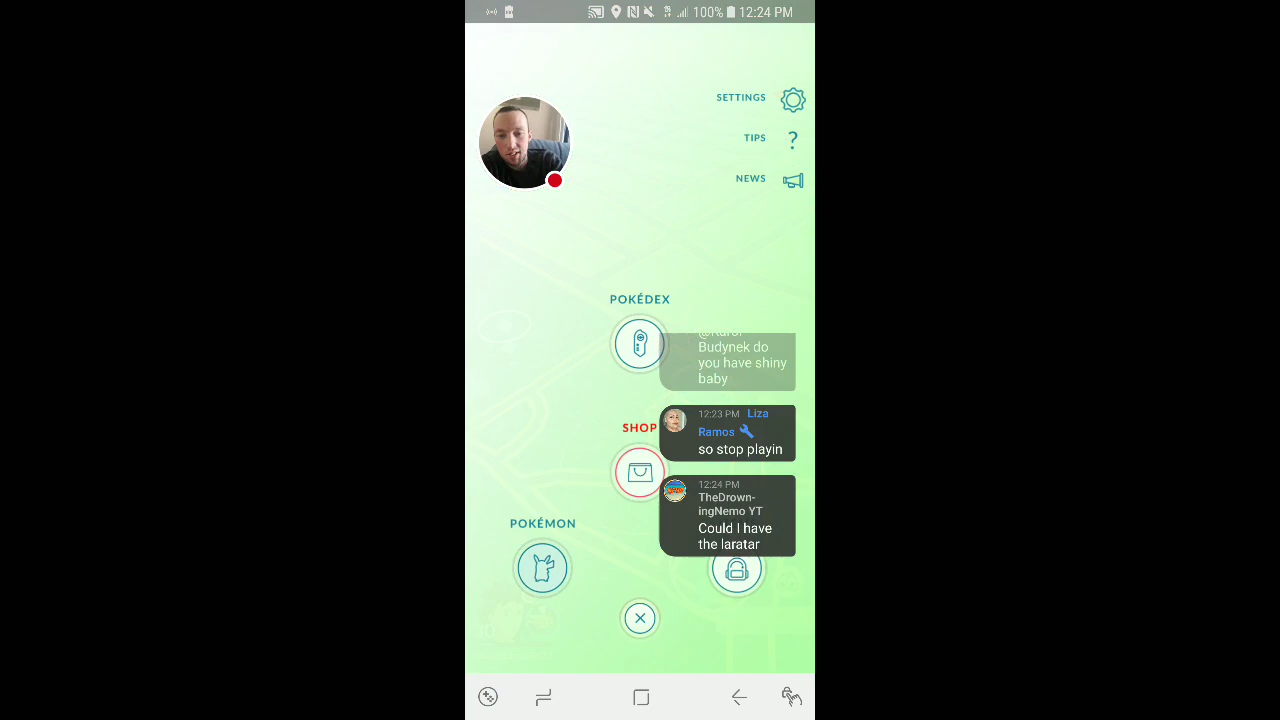 100% 12:24 PM
SETTINGS
TIPS
?
NEWS
POKÉDEX
Budynek do
you have shiny
baby
12:23 PM Liza
Ramos
so stop playin
SHOP
12:24 PM
TheDrown-
ingNemo YT
Could I have
the laratar
POKÉMON